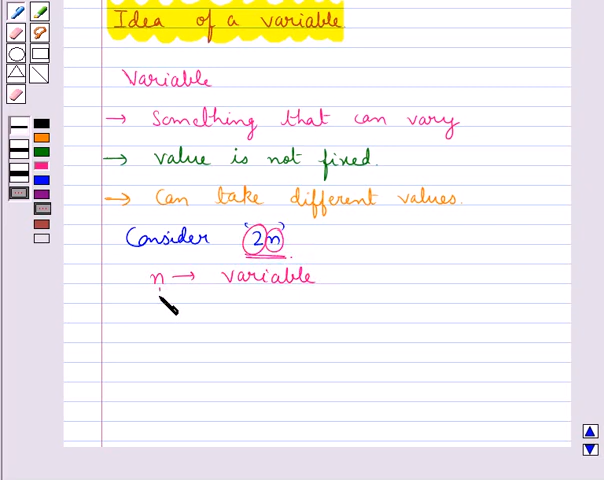 Idea of a variable
Variable
→ Something that can vary
→ value is not fixed.
→ Can take different values.
Consider '2n'.
n → variable